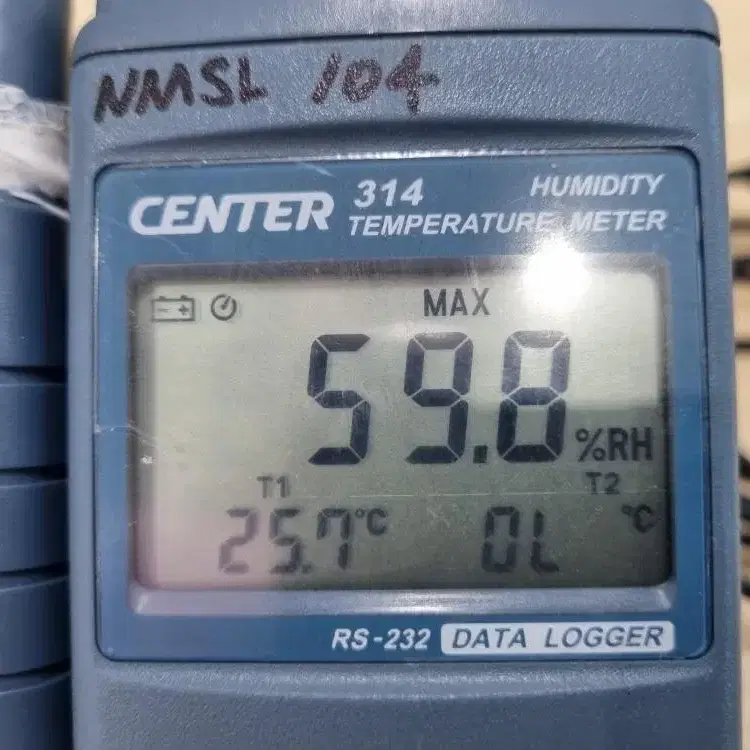 NMSL 104
CENTER 314 HUMIDITY
TEMPERATURE METER
MAX
59.8 %RH
T1 T2
25.7 °C OL °C
RS-232 DATA LOGGER